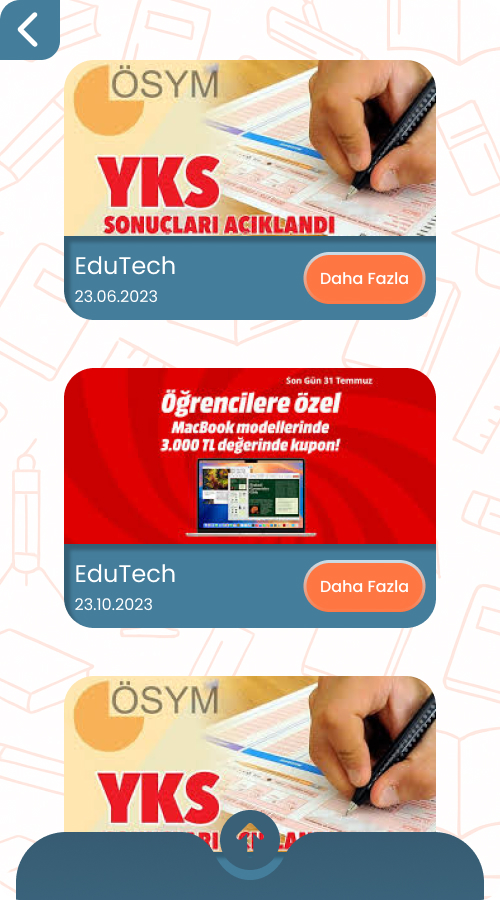 ÖSYM
YKS
SONUÇLARI AÇIKLANDI
EduTech
23.06.2023
Daha Fazla
Son Gün 31 Temmuz
Öğrencilere özel
MacBook modellerinde
3.000 TL değerinde kupon!
EduTech
23.10.2023
Daha Fazla
ÖSYM
YKS